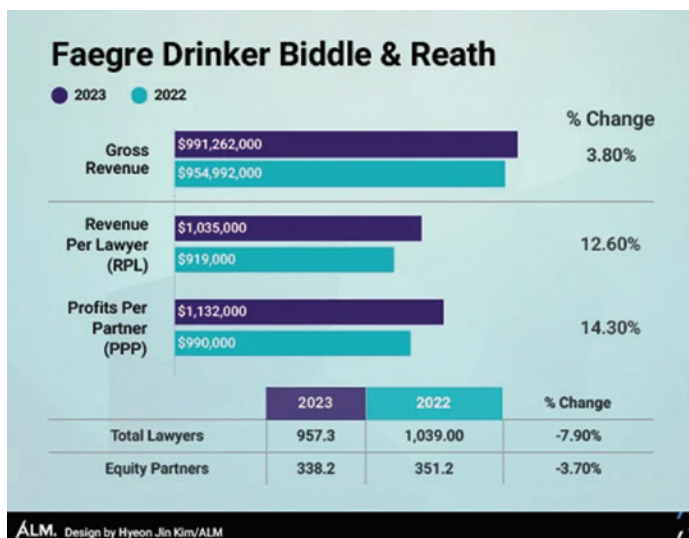 Faegre Drinker Biddle & Reath
2023 2022
% Change
Gross
Revenue
$991,262,000
$954,992,000
3.80%
Revenue
Per Lawyer
(RPL)
$1,035,000
$919,000
12.60%
Profits Per
Partner
(PPP)
$1,132,000
$990,000
14.30%
2023 2022 % Change
Total Lawyers 957.3 1,039.00 -7.90%
Equity Partners 338.2 351.2 -3.70%
ALM. Design by Hyeon Jin Kim/ALM